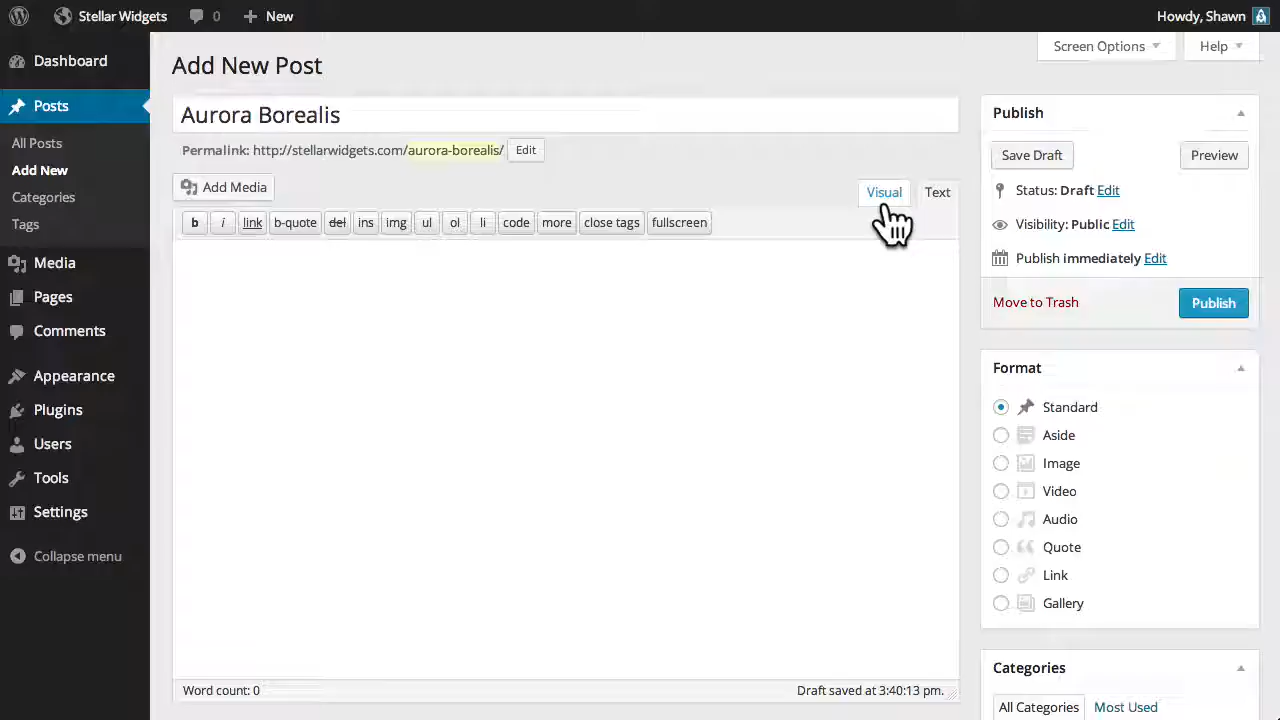 Stellar Widgets 0 New Howdy, Shawn
Screen Options Help
Dashboard
Posts
All Posts
Add New
Categories
Tags
Media
Pages
Comments
Appearance
Plugins
Users
Tools
Settings
Collapse menu
Add New Post
Aurora Borealis
Permalink: http://stellarwidgets.com/aurora-borealis/ Edit
Add Media
Visual Text
b i link b-quote del ins img ul ol li code more close tags fullscreen
Word count: 0 Draft saved at 3:40:13 pm.
Publish
Save Draft Preview
Status: Draft Edit
Visibility: Public Edit
Publish immediately Edit
Move to Trash Publish
Format
Standard
Aside
Image
Video
Audio
Quote
Link
Gallery
Categories
All Categories Most Used